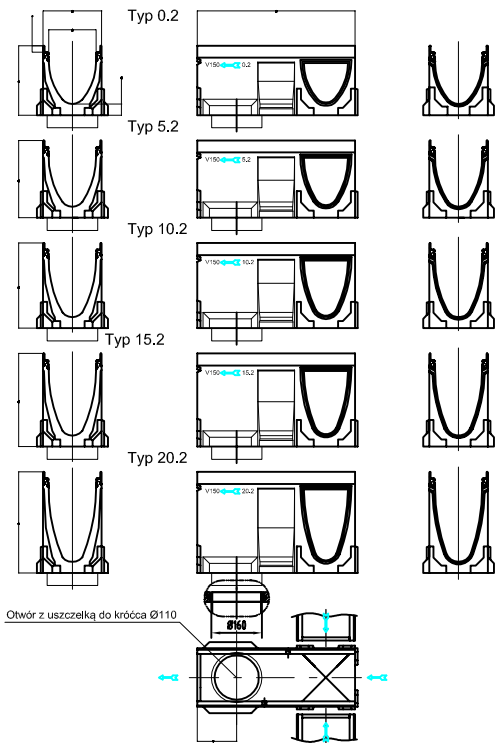 Typ 0.2
V150 0.2
Typ 5.2
V150 5.2
Typ 10.2
V150 10.2
Typ 15.2
V150 15.2
Typ 20.2
V150 20.2
Ø160
Otwór z uszczelką do króćca Ø110